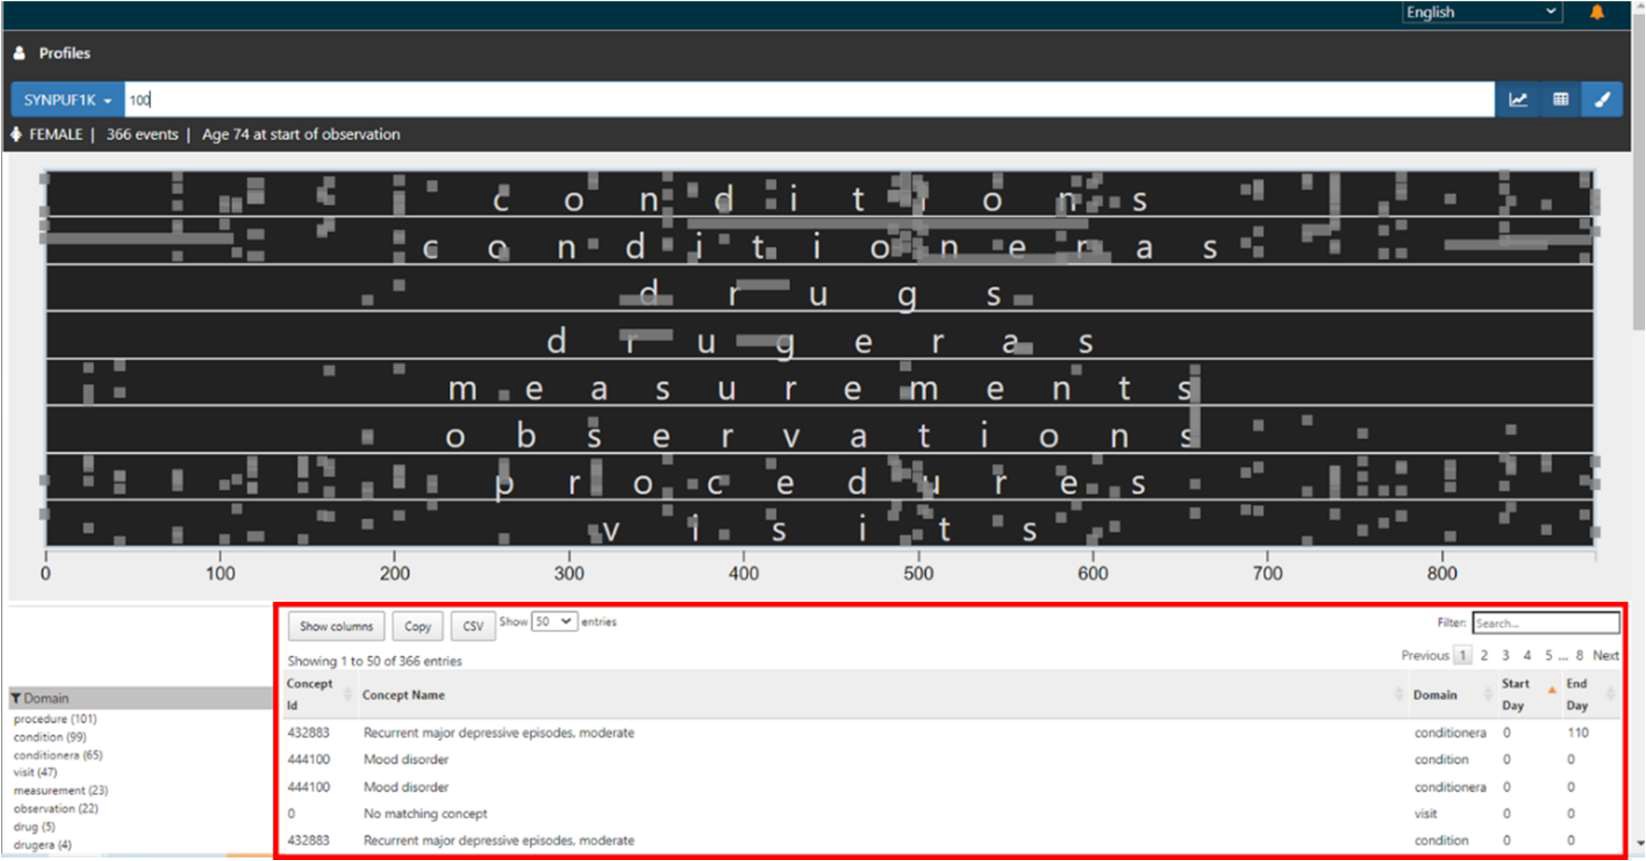 English
Profiles
SYNPUF1K
100
FEMALE | 366 events | Age 74 at start of observation
conditions
conditioneras
drugs
drugeras
measurements
observations
procedures
visits
0 100 200 300 400 500 600 700 800
Show columns Copy CSV Show 50 entries Filter: Search...
Showing 1 to 50 of 366 entries Previous 1 2 3 4 5 ... 8 Next
Concept Id Concept Name Domain Start Day End Day
432883 Recurrent major depressive episodes, moderate conditionera 0 110
444100 Mood disorder condition 0 0
444100 Mood disorder conditionera 0 0
0 No matching concept visit 0 0
432883 Recurrent major depressive episodes, moderate condition 0 0
Domain
procedure (101)
condition (99)
conditionera (65)
visit (47)
measurement (23)
observation (22)
drug (5)
drugera (4)